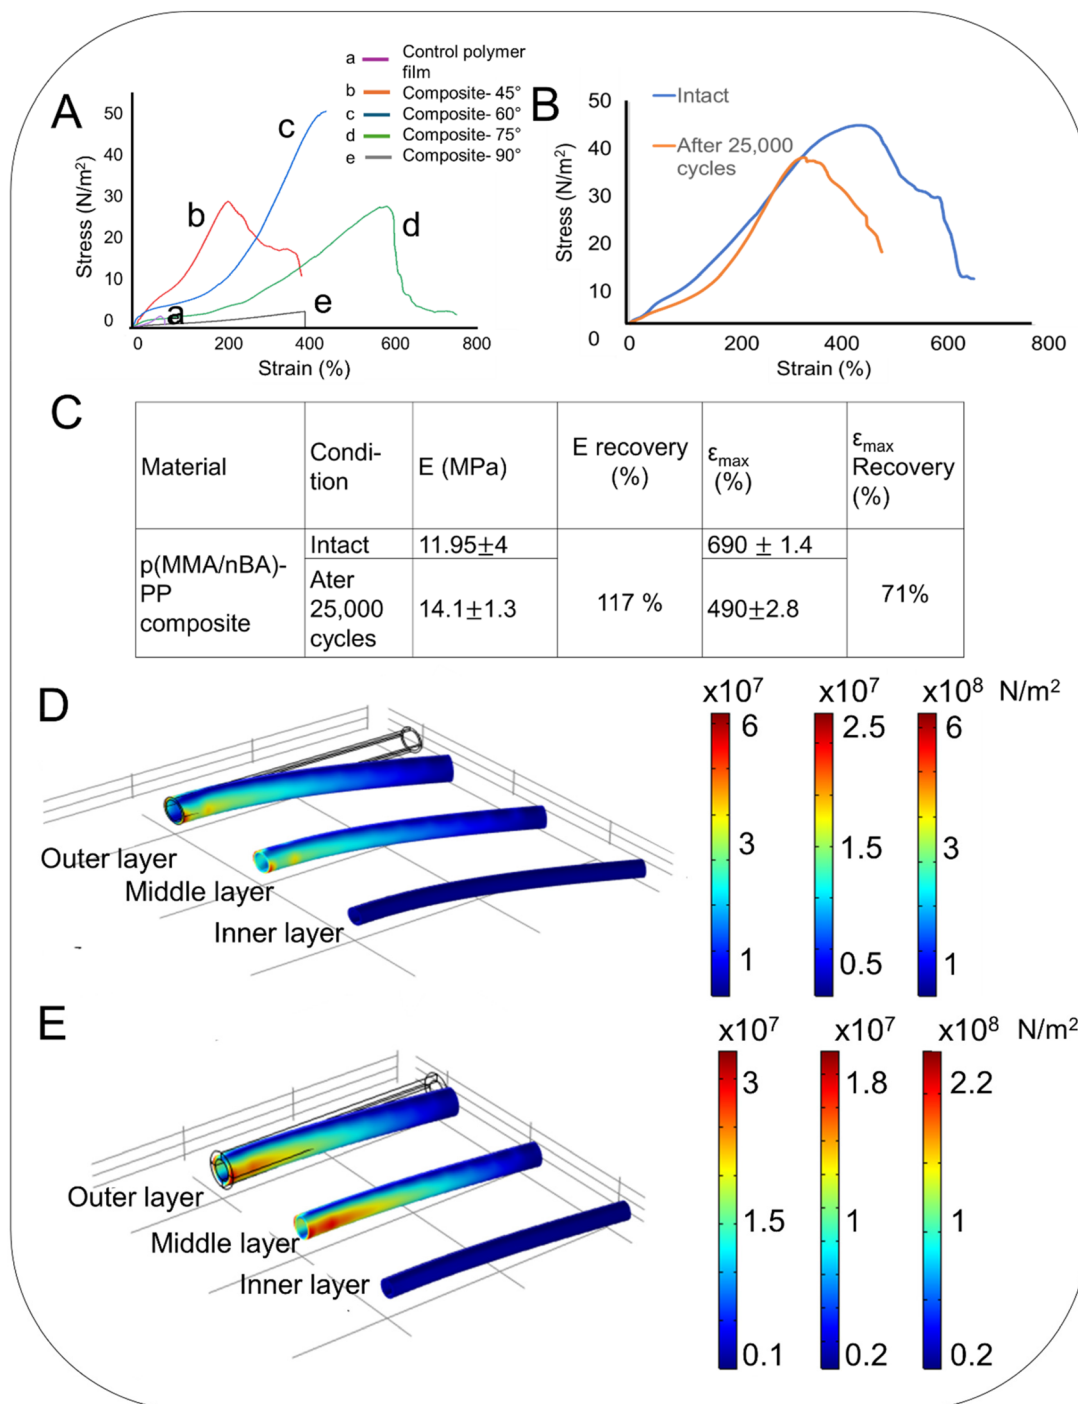 A
a Control polymer
film
b Composite- 45°
c Composite- 60°
d Composite- 75°
e Composite- 90°
50
40
30
20
10
0
Stress (N/m²)
a
b
c
d
e
0 200 400 600 800
Strain (%)
B
Intact
After 25,000
cycles
50
40
30
20
10
0
Stress (N/m²)
0 200 400 600 800
Strain (%)
C
Material
Condi-
tion
E (MPa)
E recovery
(%)
εmax
(%)
εmax
Recovery
(%)
p(MMA/nBA)-
PP
composite
Intact
11.95±4
690 ± 1.4
Ater
25,000
cycles
14.1±1.3
117 %
490±2.8
71%
D
Outer layer
Middle layer
Inner layer
x10⁷ x10⁷ x10⁸ N/m²
6 2.5 6
3 1.5 3
1 0.5 1
E
Outer layer
Middle layer
Inner layer
x10⁷ x10⁷ x10⁸ N/m²
3 1.8 2.2
1.5 1 1
0.1 0.2 0.2